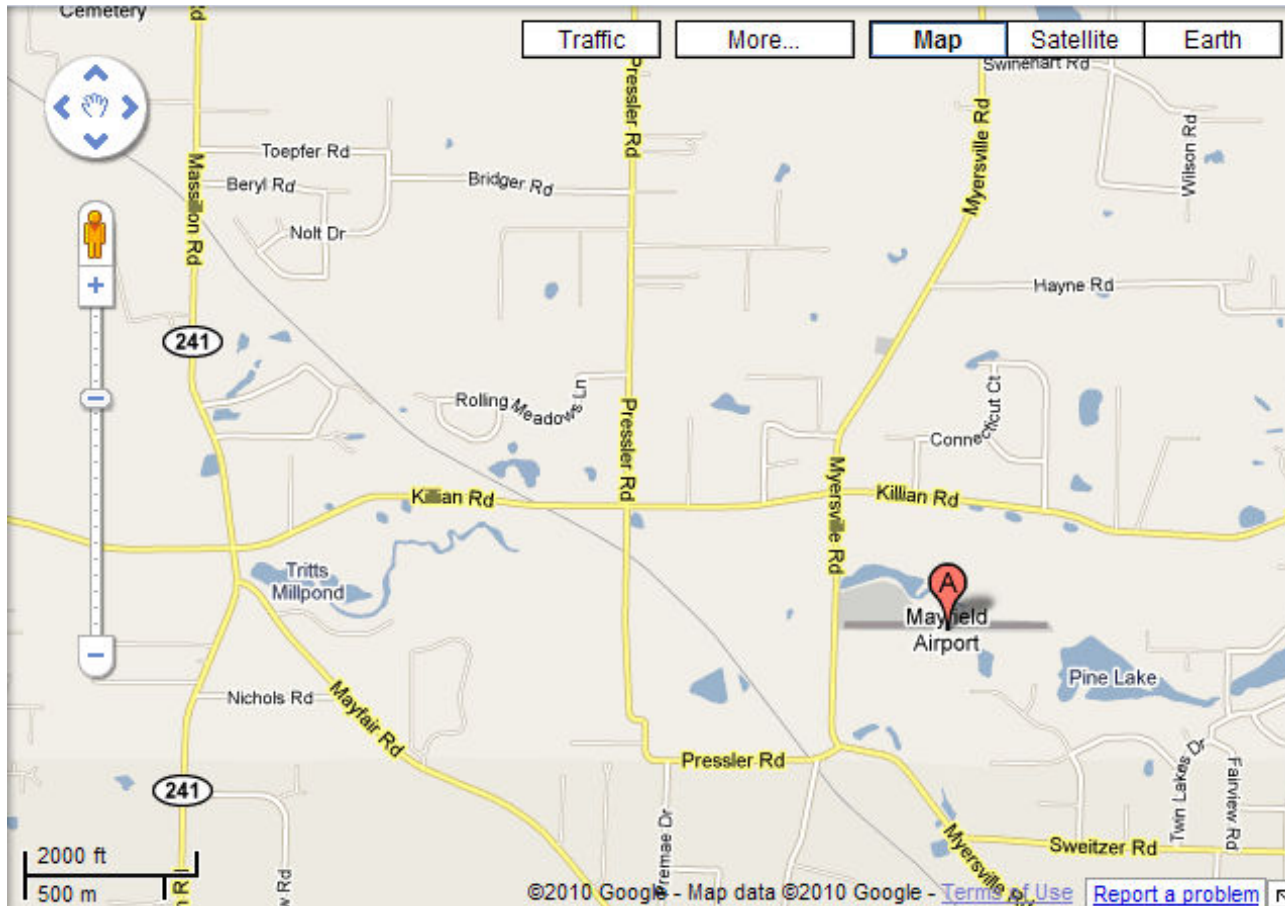 Cemetery
Traffic
More...
Map
Satellite
Earth
Rd
Pressler Rd
Swinehart Rd
Myersville Rd
Wilson Rd
Massillon Rd
Toepfer Rd
Beryl Rd
Bridger Rd
Nolt Dr
Hayne Rd
241
Rolling Meadows Ln
Pressler Rd
Connecticut Ct
Killian Rd
Myersville Rd
Killian Rd
Tritts
Millpond
A
Mayfield
Airport
Pine Lake
Nichols Rd
Mayfair Rd
Pressler Rd
241
Premae Dr
Twin Lakes Dr
Fairview Rd
Myersville Rd
Sweitzer Rd
2000 ft
500 m
©2010 Google - Map data ©2010 Google - Terms of Use
Report a problem